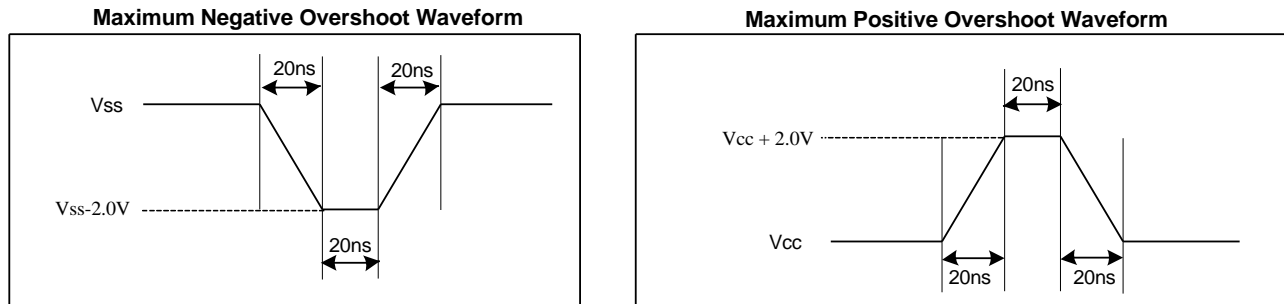 Maximum Negative Overshoot Waveform
20ns
20ns
Vss
Vss-2.0V
20ns
Maximum Positive Overshoot Waveform
20ns
Vcc + 2.0V
Vcc
20ns
20ns